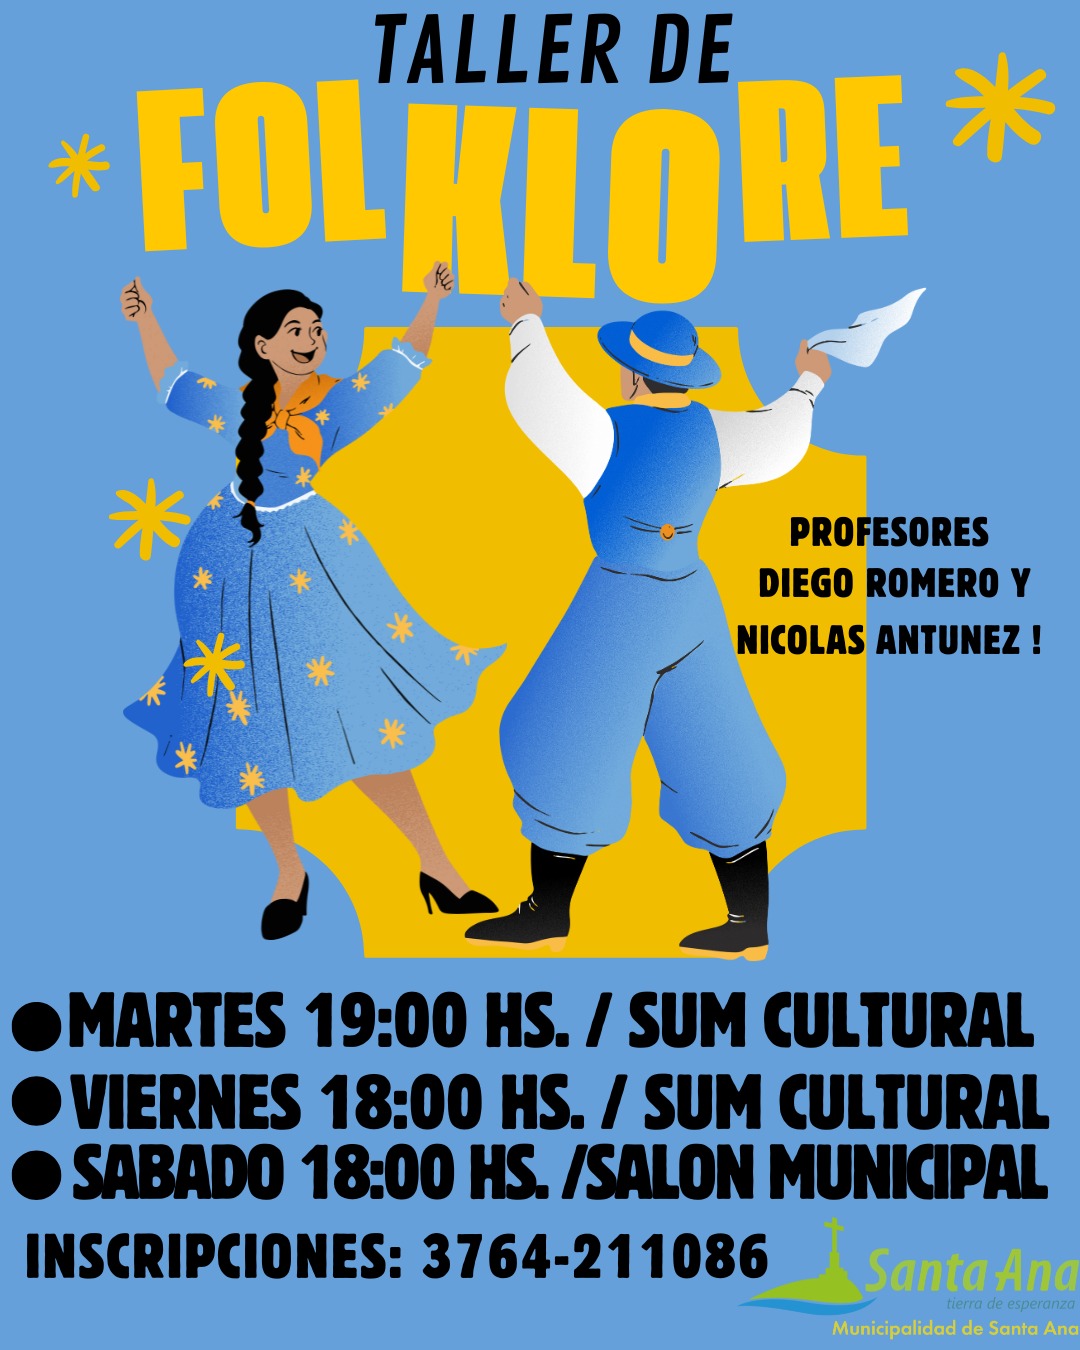 TALLER DE
FOLKLORE
PROFESORES
DIEGO ROMERO Y
NICOLAS ANTUNEZ !
●MARTES 19:00 HS. / SUM CULTURAL
●VIERNES 18:00 HS. / SUM CULTURAL
●SABADO 18:00 HS. /SALON MUNICIPAL
INSCRIPCIONES: 3764-211086
Santa Ana
tierra de esperanza
Municipalidad de Santa Ana